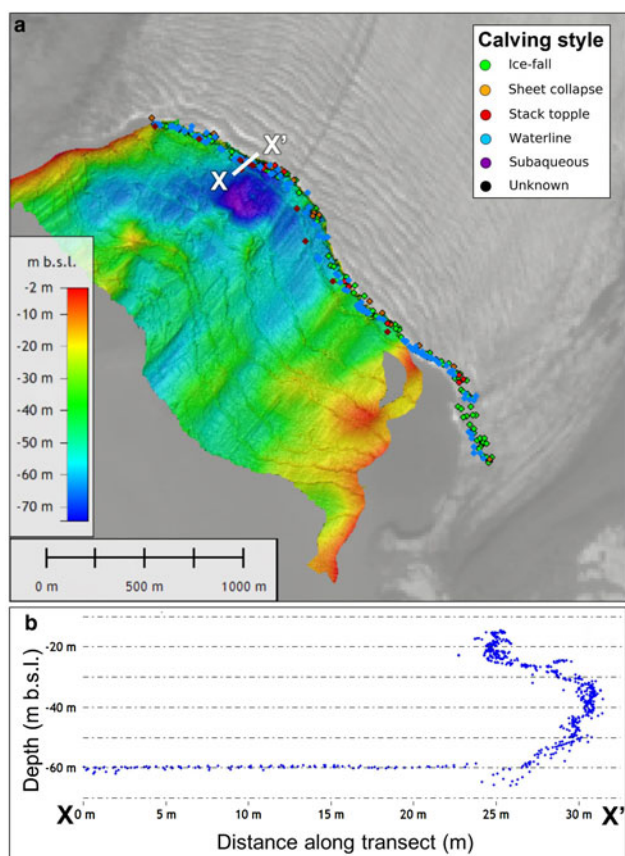 a
Calving style
Ice-fall
Sheet collapse
Stack topple
Waterline
Subaqueous
Unknown
X X'
m b.s.l.
-2 m
-10 m
-20 m
-30 m
-40 m
-50 m
-60 m
-70 m
0 m 500 m 1000 m
b
Depth (m b.s.l.)
-20 m
-40 m
-60 m
X X'
0 m 5 m 10 m 15 m 20 m 25 m 30 m
Distance along transect (m)